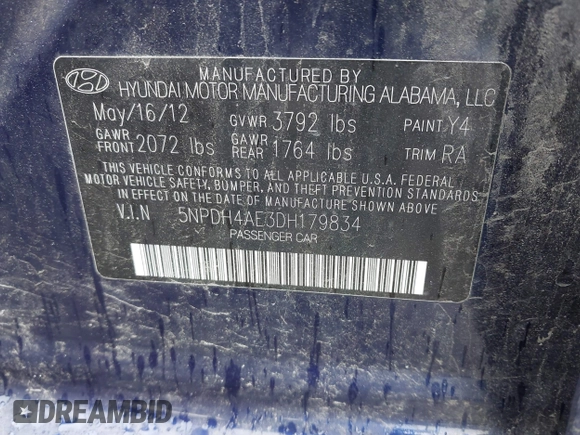 MANUFACTURED BY
HYUNDAI MOTOR MANUFACTURING ALABAMA, LLC
May/16/12 GVWR 3792 lbs PAINT Y4
GAWR FRONT 2072 lbs GAWR REAR 1764 lbs TRIM RA
THIS VEHICLE CONFORMS TO ALL APPLICABLE U.S.A. FEDERAL
MOTOR VEHICLE SAFETY, BUMPER, AND THEFT PREVENTION STANDARDS
IN EFFECT ON THE DATE OF MANUFACTURE SHOWN ABOVE.
V.I.N 5NPDH4AE3DH179834
PASSENGER CAR
DREAMBID